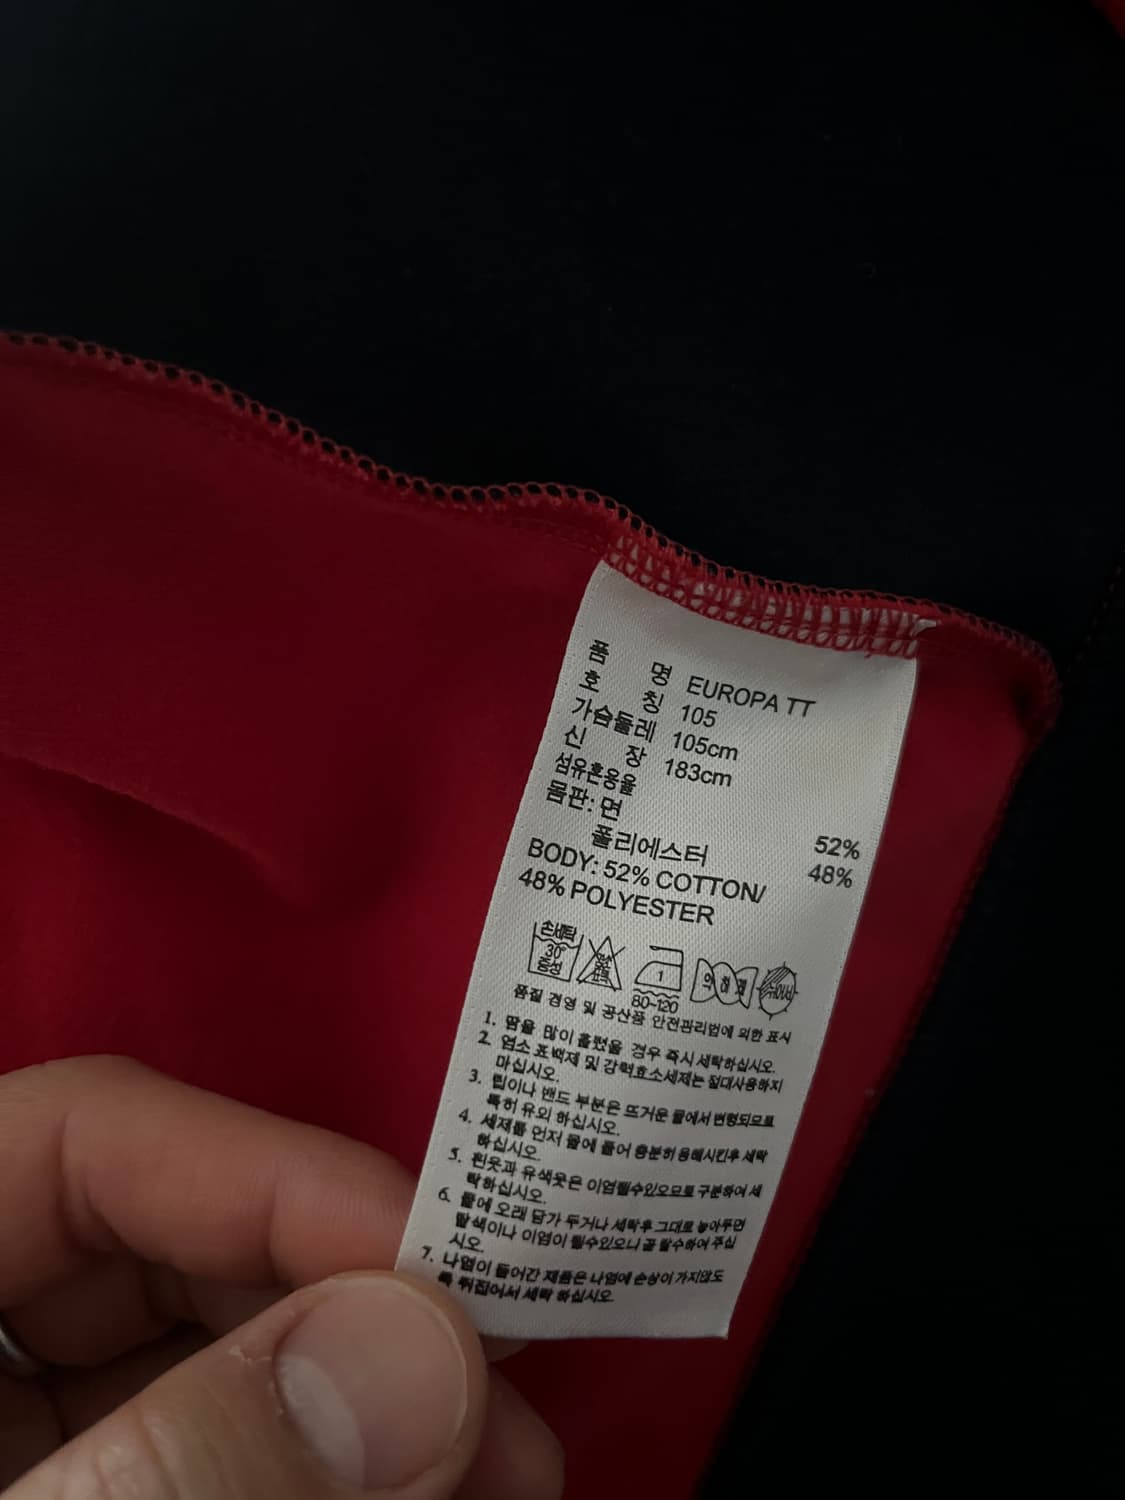 품 명 EUROPA TT
호 칭 105
가슴둘레 105cm
신 장 183cm
섬유혼용율
몸판: 면 52%
폴리에스터 48%
BODY: 52% COTTON/
48% POLYESTER
손세탁 30° 중성 염소 표백 1 80~120 약하게 옷걸이
품질 경영 및 공산품 안전관리법에 의한 표시
1. 땀을 많이 흘렸을 경우 즉시 세탁하십시오.
2. 염소 표백제 및 강력효소세제는 절대사용하지
마십시오.
3. 립이나 밴드 부분은 뜨거운 물에서 변형되므로
특히 유의 하십시오.
4. 세제를 먼저 물에 풀어 충분히 용해시킨후 세탁
하십시오.
5. 흰옷과 유색옷은 이염될수있으므로 구분하여 세
탁하십시오.
6. 물에 오래 담가 두거나 세탁후 그대로 놓아두면
탈색이나 이염이 될수있으니 곧 탈수하여 주십
시오.
7. 나염이 들어간 제품은 나염에 손상이 가지않도
록 뒤집어서 세탁 하십시오.